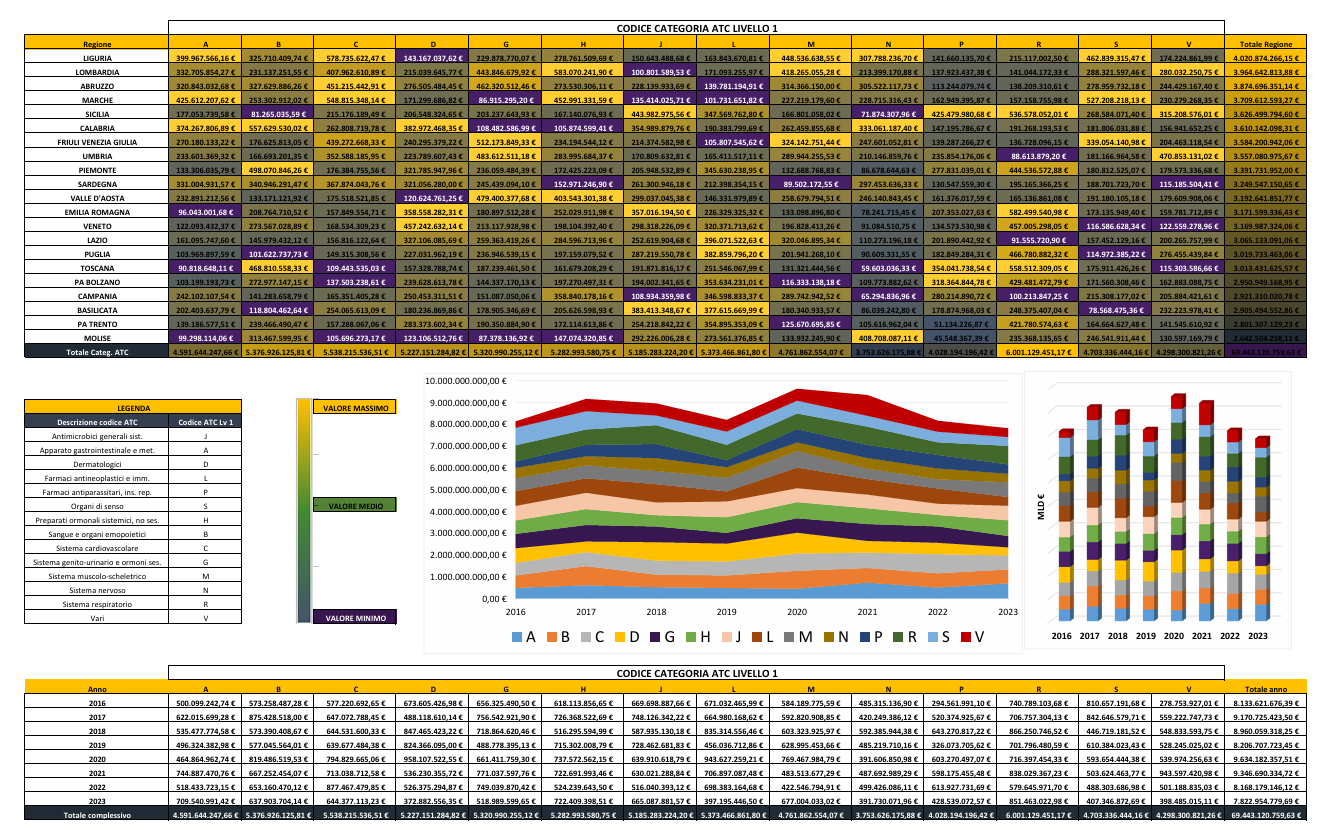 CODICE CATEGORIA ATC LIVELLO 1
Regione A B C D G H J L M N P R S V Totale Regione
LIGURIA 399.967.566,16 € 325.710.409,74 € 578.735.622,47 € 143.167.037,62 € 229.878.770,07 € 278.761.509,69 € 150.643.488,68 € 163.843.670,81 € 448.536.638,55 € 307.788.236,70 € 141.660.135,70 € 215.117.002,50 € 462.839.315,47 € 174.224.861,99 € 4.020.874.266,15 €
LOMBARDIA 332.705.854,27 € 231.137.251,55 € 407.962.610,89 € 215.039.645,77 € 443.846.679,92 € 583.070.241,90 € 100.801.589,53 € 171.093.255,97 € 418.265.055,28 € 213.399.170,88 € 137.923.437,38 € 141.044.172,33 € 288.321.597,46 € 280.032.250,75 € 3.964.642.813,88 €
ABRUZZO 320.843.032,68 € 327.629.886,26 € 451.215.442,91 € 276.505.484,45 € 462.320.512,46 € 273.530.306,11 € 228.139.933,69 € 139.781.194,91 € 314.366.150,00 € 305.522.117,73 € 113.244.079,74 € 138.209.310,61 € 278.959.732,18 € 244.429.167,40 € 3.874.696.351,14 €
MARCHE 425.612.207,62 € 253.302.912,02 € 548.815.348,14 € 171.299.686,82 € 86.915.295,20 € 452.991.331,59 € 135.414.025,71 € 101.731.651,82 € 227.219.179,60 € 228.715.316,43 € 162.949.395,87 € 157.158.755,98 € 527.208.218,13 € 230.279.268,35 € 3.709.612.593,27 €
SICILIA 177.053.739,58 € 81.265.035,59 € 215.176.189,49 € 206.548.324,65 € 203.237.643,93 € 167.140.076,93 € 443.982.975,56 € 347.569.762,80 € 166.801.058,02 € 71.874.307,96 € 425.479.980,68 € 536.578.052,01 € 268.584.071,40 € 315.208.576,01 € 3.626.499.794,60 €
CALABRIA 374.267.806,89 € 557.629.530,02 € 262.808.719,78 € 382.972.468,35 € 108.482.586,99 € 105.874.599,41 € 354.989.879,76 € 190.383.799,69 € 262.459.855,68 € 333.061.187,40 € 147.195.786,67 € 191.268.193,53 € 181.806.031,88 € 156.941.652,25 € 3.610.142.098,31 €
FRIULI VENEZIA GIULIA 270.180.133,22 € 176.625.813,05 € 439.272.668,33 € 240.295.379,22 € 512.173.849,33 € 234.194.544,12 € 214.374.582,98 € 105.807.545,62 € 324.142.751,44 € 247.601.052,81 € 139.287.266,27 € 136.728.096,15 € 339.054.140,98 € 204.463.118,54 € 3.584.200.942,06 €
UMBRIA 233.601.369,32 € 166.693.201,35 € 352.588.185,95 € 223.789.607,43 € 483.612.511,18 € 283.995.684,37 € 170.809.632,81 € 165.411.517,11 € 289.944.255,53 € 210.146.859,76 € 235.854.176,06 € 88.613.879,20 € 181.166.964,58 € 470.853.131,02 € 3.557.080.975,67 €
PIEMONTE 133.306.035,79 € 498.070.846,26 € 176.384.755,56 € 321.785.947,96 € 236.059.484,39 € 172.425.723,08 € 205.948.532,89 € 345.630.238,95 € 133.128.763,30 € 86.678.644,63 € 277.831.039,01 € 444.536.572,88 € 180.812.525,07 € 179.573.336,68 € 3.391.731.952,00 €
SARDEGNA 331.004.931,57 € 340.946.291,47 € 367.874.043,76 € 321.056.280,00 € 245.439.094,10 € 152.971.246,90 € 261.300.946,18 € 212.398.354,15 € 89.502.172,55 € 297.453.636,33 € 130.547.559,30 € 195.165.366,25 € 188.701.723,70 € 115.185.504,41 € 3.249.547.150,65 €
VALLE D'AOSTA 232.891.212,56 € 133.171.121,92 € 175.518.521,85 € 120.624.761,25 € 479.400.377,68 € 403.543.301,38 € 299.037.045,38 € 146.331.979,89 € 258.679.794,51 € 246.140.843,45 € 161.376.017,59 € 165.136.861,08 € 191.180.105,18 € 179.609.908,06 € 3.192.641.851,77 €
EMILIA ROMAGNA 96.043.001,68 € 208.764.710,52 € 157.849.554,71 € 358.558.282,31 € 180.897.512,28 € 252.029.911,98 € 357.016.194,50 € 226.329.325,32 € 133.098.896,80 € 78.241.715,45 € 207.353.027,63 € 582.499.540,98 € 173.135.949,40 € 159.781.712,89 € 3.171.599.336,43 €
VENETO 122.093.432,37 € 273.567.028,89 € 168.534.309,23 € 457.242.632,14 € 213.117.928,98 € 198.104.392,40 € 298.318.226,09 € 320.371.713,62 € 196.828.413,26 € 91.084.510,75 € 134.573.530,98 € 457.005.298,05 € 116.586.628,34 € 122.559.278,96 € 3.169.987.324,06 €
LAZIO 161.095.747,60 € 145.979.432,12 € 156.816.122,64 € 327.106.085,69 € 259.363.419,26 € 284.596.713,96 € 252.619.904,68 € 396.071.522,63 € 320.046.895,34 € 110.273.196,18 € 201.890.442,92 € 91.555.720,90 € 157.452.129,16 € 200.265.757,99 € 3.065.133.091,06 €
PUGLIA 103.969.897,59 € 101.622.737,73 € 149.315.308,56 € 227.031.962,19 € 236.946.539,15 € 197.159.079,52 € 287.219.550,78 € 382.859.796,20 € 201.941.268,10 € 90.609.331,55 € 182.849.284,31 € 466.780.882,32 € 114.972.385,22 € 276.455.439,84 € 3.019.733.463,06 €
TOSCANA 90.818.648,11 € 468.810.558,33 € 109.443.535,03 € 157.328.788,74 € 187.239.461,50 € 161.679.208,29 € 191.871.816,17 € 251.546.067,99 € 131.321.444,56 € 59.603.036,33 € 354.041.738,54 € 558.512.309,05 € 175.911.426,26 € 115.303.586,66 € 3.013.431.625,57 €
PA BOLZANO 103.199.193,73 € 272.977.147,15 € 137.503.238,61 € 239.628.613,78 € 144.337.170,13 € 197.270.497,31 € 194.002.341,65 € 353.634.231,01 € 116.333.138,18 € 109.773.882,62 € 318.364.844,78 € 429.481.472,79 € 171.560.308,46 € 162.883.088,75 € 2.950.949.168,95 €
CAMPANIA 242.102.107,54 € 141.283.658,79 € 165.351.405,28 € 250.453.311,51 € 151.087.050,06 € 358.840.178,16 € 108.934.359,98 € 346.598.833,37 € 289.742.942,52 € 65.294.836,91 € 280.214.890,72 € 100.213.847,25 € 215.308.177,02 € 205.884.421,61 € 2.921.310.020,78 €
BASILICATA 202.403.637,79 € 118.804.462,64 € 254.065.613,09 € 180.236.869,86 € 178.905.346,69 € 205.626.598,93 € 383.413.348,67 € 377.615.669,99 € 180.340.933,57 € 86.039.242,80 € 178.874.968,03 € 248.375.407,04 € 78.568.475,36 € 232.223.978,41 € 2.905.494.552,86 €
PA TRENTO 139.186.577,51 € 239.466.490,47 € 157.288.067,06 € 283.373.602,34 € 190.350.884,90 € 172.114.611,63 € 254.218.842,22 € 354.895.353,09 € 125.670.695,85 € 105.616.962,04 € 51.134.226,87 € 421.780.574,63 € 164.664.627,48 € 141.545.610,92 € 2.801.307.129,23 €
MOLISE 99.298.114,06 € 313.467.599,95 € 105.696.273,17 € 123.106.512,76 € 87.378.136,92 € 147.074.320,85 € 292.226.006,28 € 273.561.376,85 € 133.932.245,90 € 408.708.087,11 € 45.548.367,39 € 235.368.135,65 € 246.541.911,44 € 130.597.169,79 € 2.642.504.258,11 €
Totale Categ. ATC 4.591.644.247,66 € 5.376.926.125,81 € 5.538.215.536,51 € 5.227.151.284,82 € 5.320.990.255,12 € 5.282.993.580,75 € 5.185.283.224,20 € 5.373.466.861,80 € 4.761.862.554,07 € 3.753.626.175,88 € 4.028.194.196,42 € 6.001.129.451,17 € 4.703.336.444,16 € 4.298.300.821,26 € 69.443.120.759,63 €
LEGENDA
Descrizione codice ATC Codice ATC Lv 1
Antimicrobici generali sist. J
Apparato gastrointestinale e met. A
Dermatologici D
Farmaci antineoplastici e imm. L
Farmaci antiparassitari, ins. rep. P
Organi di senso S
Preparati ormonali sistemici, no ses. H
Sangue e organi emopoietici B
Sistema cardiovascolare C
Sistema genito-urinario e ormoni ses. G
Sistema muscolo-scheletrico M
Sistema nervoso N
Sistema respiratorio R
Vari V
VALORE MASSIMO
VALORE MEDIO
VALORE MINIMO
10.000.000.000,00 €
9.000.000.000,00 €
8.000.000.000,00 €
7.000.000.000,00 €
6.000.000.000,00 €
5.000.000.000,00 €
4.000.000.000,00 €
3.000.000.000,00 €
2.000.000.000,00 €
1.000.000.000,00 €
0,00 €
2016 2017 2018 2019 2020 2021 2022 2023
A B C D G H J L M N P R S V
MLD €
2016 2017 2018 2019 2020 2021 2022 2023
CODICE CATEGORIA ATC LIVELLO 1
Anno A B C D G H J L M N P R S V Totale anno
2016 500.099.242,74 € 573.258.487,28 € 577.220.692,65 € 673.605.426,98 € 656.325.490,50 € 618.113.856,65 € 669.698.887,66 € 671.032.465,99 € 584.189.775,59 € 485.315.136,90 € 294.561.991,10 € 740.789.103,68 € 810.657.191,68 € 278.753.927,01 € 8.133.621.676,39 €
2017 622.015.699,28 € 875.428.518,00 € 647.072.788,45 € 488.118.610,14 € 756.542.921,90 € 726.368.522,69 € 748.126.342,22 € 664.980.168,62 € 592.820.908,85 € 420.249.386,12 € 520.374.925,67 € 706.757.304,13 € 842.646.579,71 € 559.222.747,73 € 9.170.725.423,50 €
2018 535.477.774,58 € 573.390.408,67 € 644.531.600,33 € 847.465.423,22 € 718.864.620,46 € 516.295.594,99 € 587.935.130,18 € 835.314.556,46 € 603.323.925,97 € 592.385.944,38 € 643.270.817,22 € 866.250.746,52 € 446.719.181,52 € 548.833.593,75 € 8.960.059.318,25 €
2019 496.324.382,98 € 577.045.564,01 € 639.677.484,38 € 824.366.095,00 € 488.778.395,13 € 715.302.008,79 € 728.462.681,83 € 456.036.712,86 € 628.995.453,66 € 485.219.710,16 € 326.073.705,62 € 701.796.480,59 € 610.384.023,43 € 528.245.025,02 € 8.206.707.723,45 €
2020 464.864.962,74 € 819.486.519,53 € 794.829.665,06 € 958.107.522,55 € 661.411.759,30 € 737.572.562,15 € 639.910.618,79 € 943.627.259,21 € 769.467.984,79 € 391.606.850,98 € 603.270.497,07 € 716.397.454,33 € 593.654.444,38 € 539.974.256,63 € 9.634.182.357,51 €
2021 744.887.470,76 € 667.252.454,07 € 713.038.712,58 € 536.230.355,72 € 771.037.597,76 € 722.691.993,46 € 630.021.288,84 € 706.897.087,48 € 483.513.677,29 € 487.692.989,29 € 598.175.455,48 € 838.029.367,23 € 503.624.463,77 € 943.597.420,98 € 9.346.690.334,72 €
2022 518.433.723,15 € 653.160.470,12 € 877.467.479,85 € 526.375.294,87 € 749.039.870,42 € 524.239.643,50 € 516.040.393,12 € 698.383.164,68 € 422.546.794,91 € 499.426.086,11 € 613.927.731,69 € 579.645.971,70 € 488.303.686,98 € 501.188.835,03 € 8.168.179.146,12 €
2023 709.540.991,42 € 637.903.704,14 € 644.377.113,23 € 372.882.556,35 € 518.989.599,65 € 722.409.398,51 € 665.087.881,57 € 397.195.446,50 € 677.004.033,02 € 391.730.071,96 € 428.539.072,57 € 851.463.022,98 € 407.346.872,69 € 398.485.015,11 € 7.822.954.779,69 €
Totale complessivo 4.591.644.247,66 € 5.376.926.125,81 € 5.538.215.536,51 € 5.227.151.284,82 € 5.320.990.255,12 € 5.282.993.580,75 € 5.185.283.224,20 € 5.373.466.861,80 € 4.761.862.554,07 € 3.753.626.175,88 € 4.028.194.196,42 € 6.001.129.451,17 € 4.703.336.444,16 € 4.298.300.821,26 € 69.443.120.759,63 €